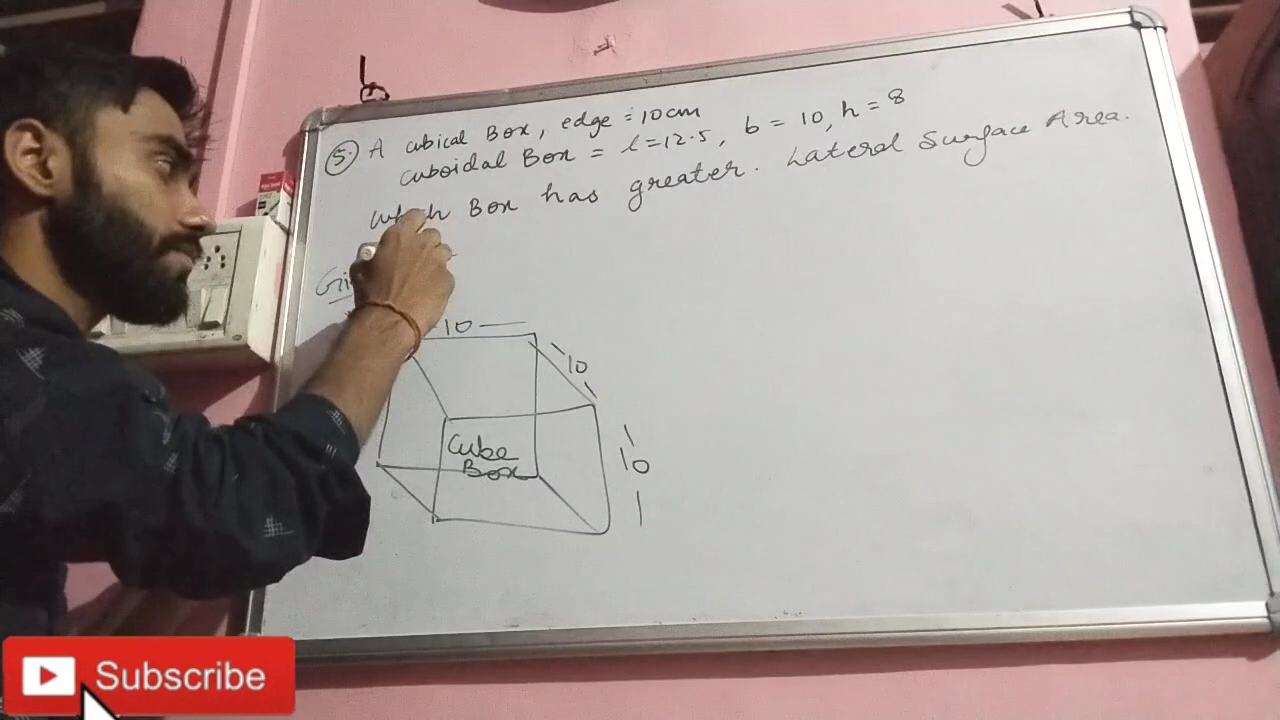 5. A cubical Box, edge = 10cm
cuboidal Box = l=12.5, b = 10, h = 8
which Box has greater. Lateral Surface Area.
10
10
Cube
Box
10
Subscribe